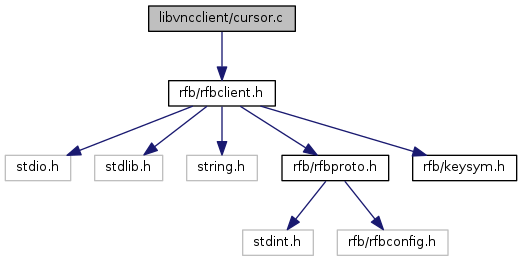 libvncclient/cursor.c
rfb/rfbclient.h
stdio.h
stdlib.h
string.h
rfb/rfbproto.h
rfb/keysym.h
stdint.h
rfb/rfbconfig.h